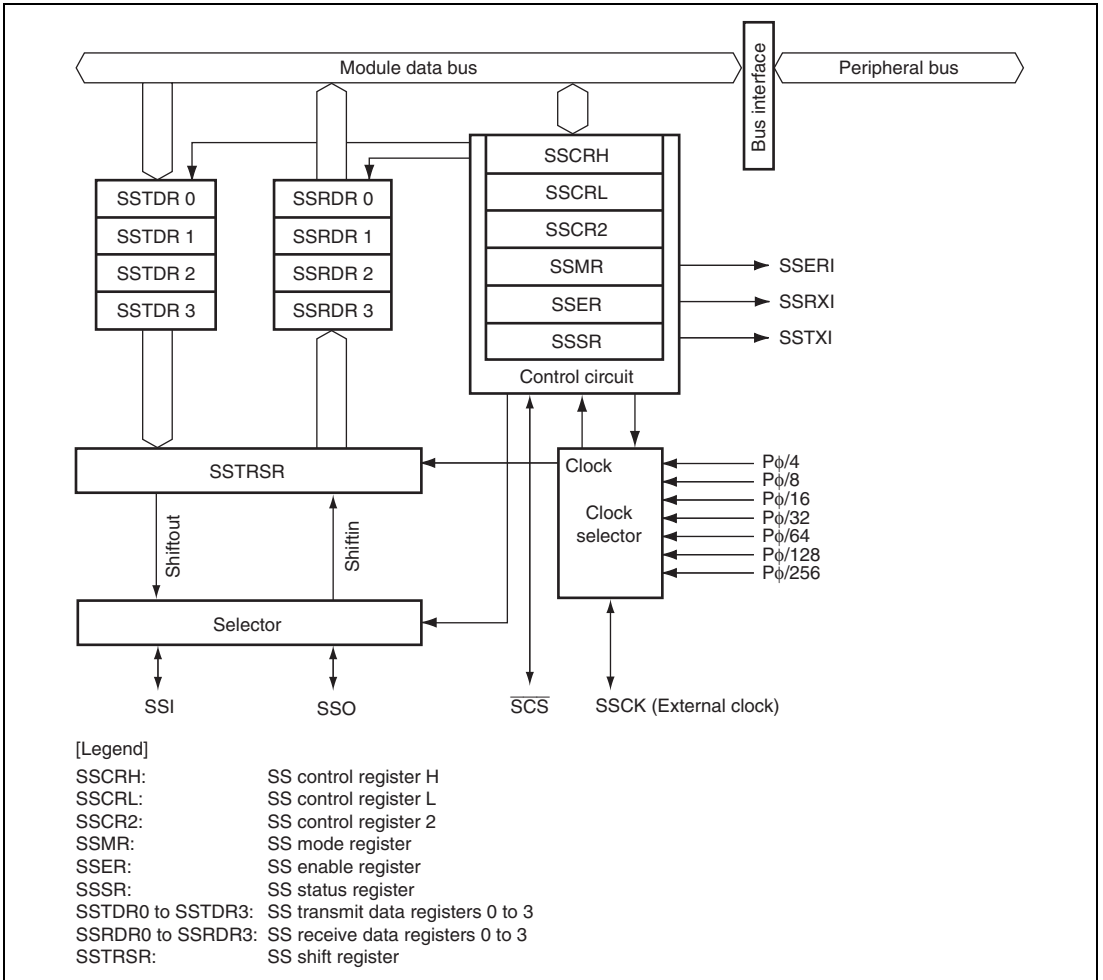 Module data bus
Bus interface
Peripheral bus
SSTDR 0
SSTDR 1
SSTDR 2
SSTDR 3
SSRDR 0
SSRDR 1
SSRDR 2
SSRDR 3
SSCRH
SSCRL
SSCR2
SSMR
SSER
SSSR
Control circuit
SSERI
SSRXI
SSTXI
SSTRSR
Clock
Clock
selector
Pϕ/4
Pϕ/8
Pϕ/16
Pϕ/32
Pϕ/64
Pϕ/128
Pϕ/256
Shiftout
Shiftin
Selector
SSI
SSO
S̅C̅S̅
SSCK (External clock)
[Legend]
SSCRH: SS control register H
SSCRL: SS control register L
SSCR2: SS control register 2
SSMR: SS mode register
SSER: SS enable register
SSSR: SS status register
SSTDR0 to SSTDR3: SS transmit data registers 0 to 3
SSRDR0 to SSRDR3: SS receive data registers 0 to 3
SSTRSR: SS shift register